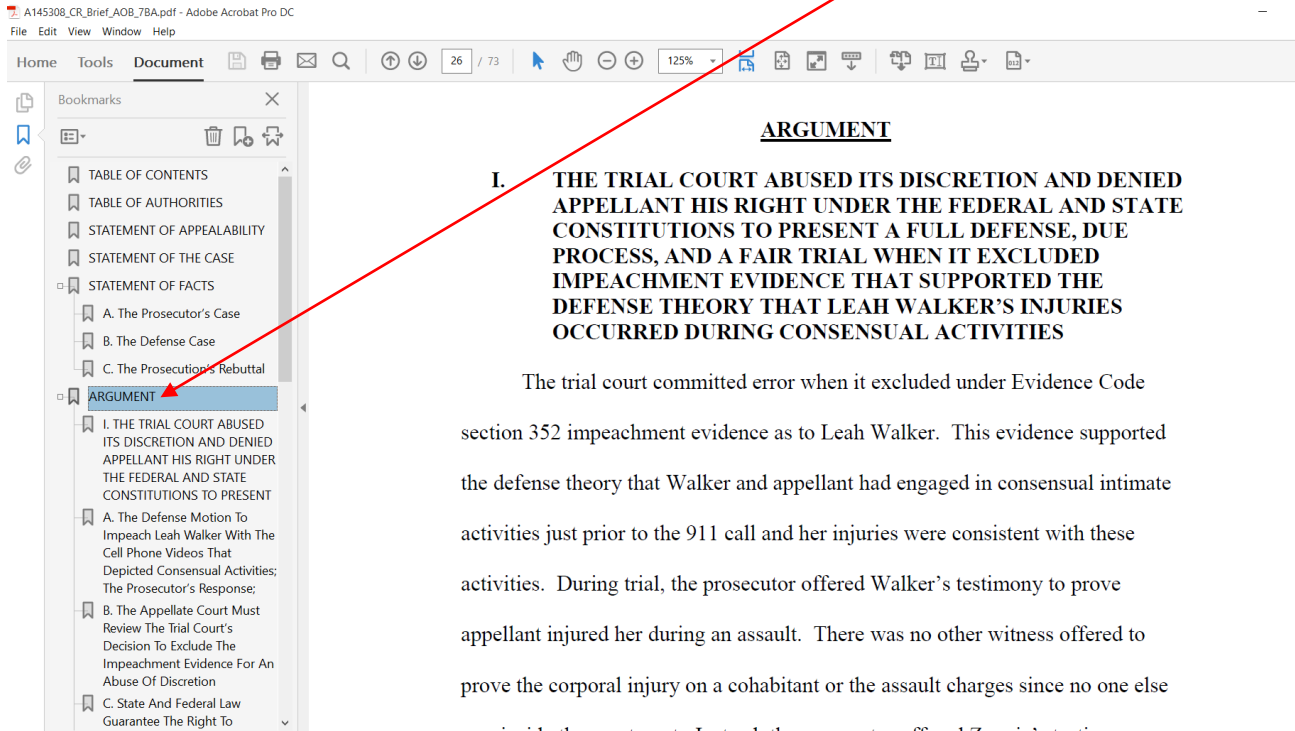 A145308_CR_Brief_AOB_7BA.pdf - Adobe Acrobat Pro DC
File Edit View Window Help
Home Tools Document 26 / 73 125%
Bookmarks
TABLE OF CONTENTS
TABLE OF AUTHORITIES
STATEMENT OF APPEALABILITY
STATEMENT OF THE CASE
STATEMENT OF FACTS
A. The Prosecutor's Case
B. The Defense Case
C. The Prosecution's Rebuttal
ARGUMENT
I. THE TRIAL COURT ABUSED
ITS DISCRETION AND DENIED
APPELLANT HIS RIGHT UNDER
THE FEDERAL AND STATE
CONSTITUTIONS TO PRESENT
A. The Defense Motion To
Impeach Leah Walker With The
Cell Phone Videos That
Depicted Consensual Activities;
The Prosecutor's Response;
B. The Appellate Court Must
Review The Trial Court's
Decision To Exclude The
Impeachment Evidence For An
Abuse Of Discretion
C. State And Federal Law
Guarantee The Right To
ARGUMENT
I. THE TRIAL COURT ABUSED ITS DISCRETION AND DENIED
APPELLANT HIS RIGHT UNDER THE FEDERAL AND STATE
CONSTITUTIONS TO PRESENT A FULL DEFENSE, DUE
PROCESS, AND A FAIR TRIAL WHEN IT EXCLUDED
IMPEACHMENT EVIDENCE THAT SUPPORTED THE
DEFENSE THEORY THAT LEAH WALKER'S INJURIES
OCCURRED DURING CONSENSUAL ACTIVITIES
The trial court committed error when it excluded under Evidence Code
section 352 impeachment evidence as to Leah Walker. This evidence supported
the defense theory that Walker and appellant had engaged in consensual intimate
activities just prior to the 911 call and her injuries were consistent with these
activities. During trial, the prosecutor offered Walker's testimony to prove
appellant injured her during an assault. There was no other witness offered to
prove the corporal injury on a cohabitant or the assault charges since no one else